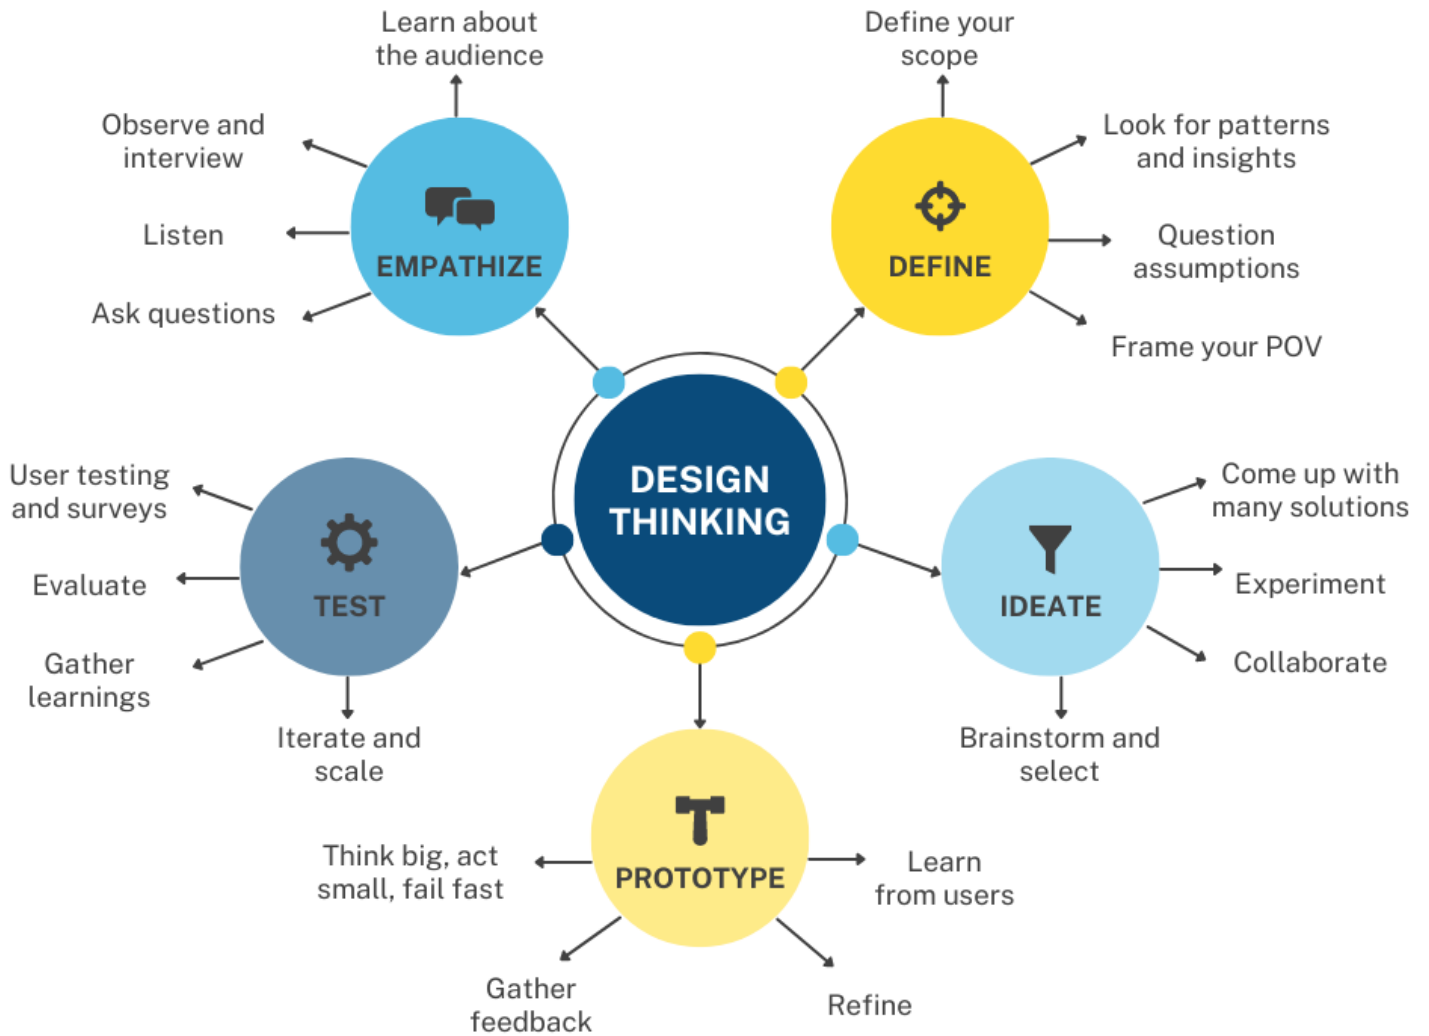 Learn about
the audience
Observe and
interview
Listen
Ask questions
EMPATHIZE
Define your
scope
Look for patterns
and insights
Question
assumptions
Frame your POV
DEFINE
DESIGN
THINKING
User testing
and surveys
Evaluate
Gather
learnings
Iterate and
scale
TEST
Come up with
many solutions
Experiment
Collaborate
Brainstorm and
select
IDEATE
PROTOTYPE
Think big, act
small, fail fast
Gather
feedback
Learn
from users
Refine